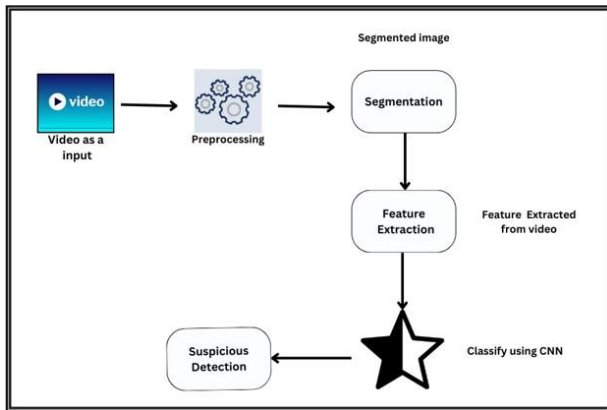 Segmented image
video
Video as a
input
Preprocessing
Segmentation
Feature
Extraction
Feature Extracted
from video
Classify using CNN
Suspicious
Detection